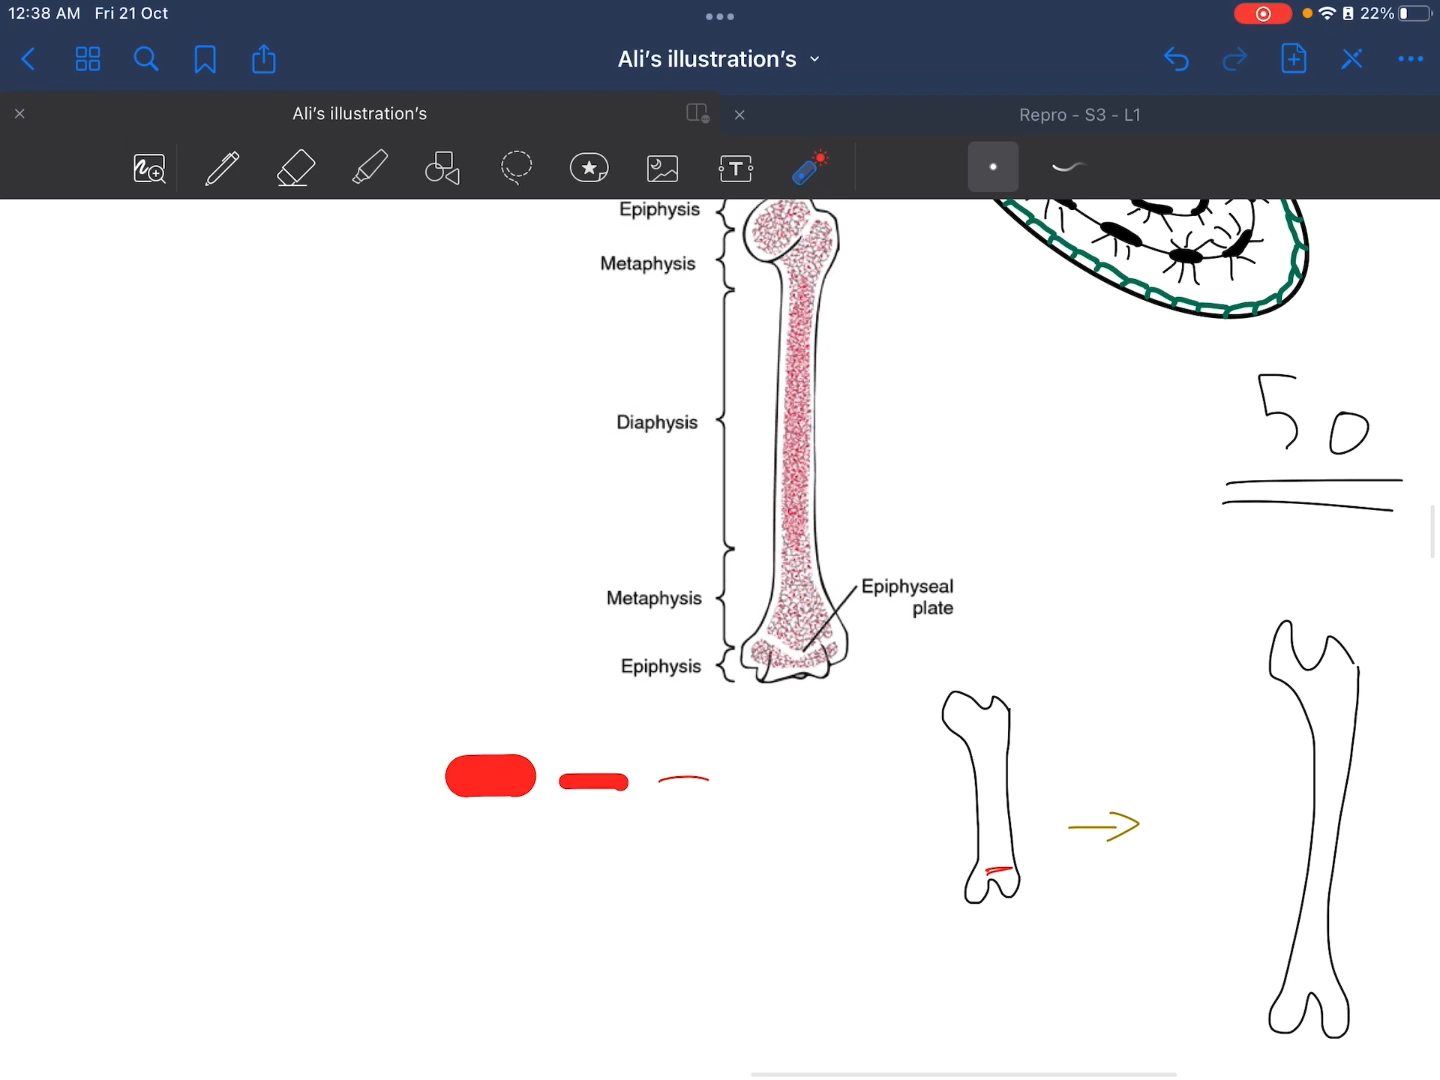 12:38 AM Fri 21 Oct
22%
Ali's illustration's
Ali's illustration's
Repro - S3 - L1
T
Epiphysis
Metaphysis
Diaphysis
50
Metaphysis
Epiphyseal
plate
Epiphysis